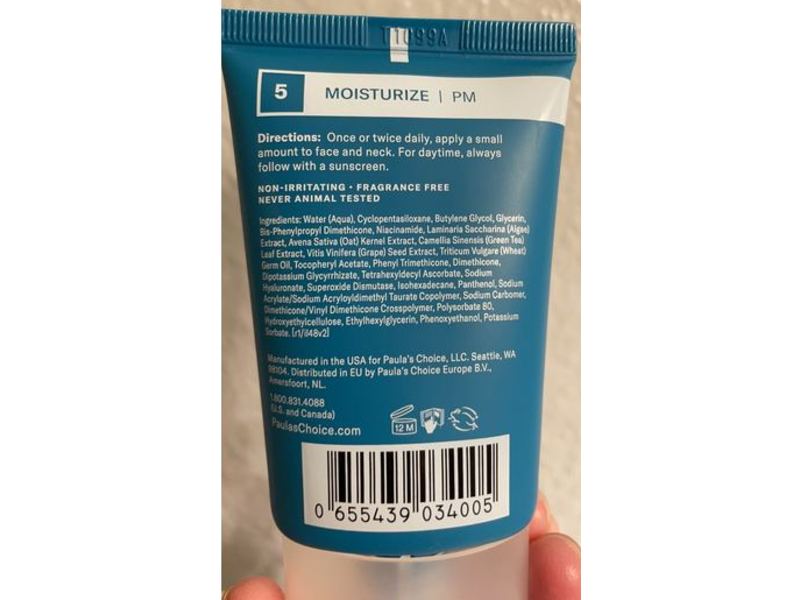 T1C99A
5 MOISTURIZE | PM
Directions: Once or twice daily, apply a small
amount to face and neck. For daytime, always
follow with a sunscreen.
NON-IRRITATING • FRAGRANCE FREE
NEVER ANIMAL TESTED
Ingredients: Water (Aqua), Cyclopentasiloxane, Butylene Glycol, Glycerin,
Bis-Phenylpropyl Dimethicone, Niacinamide, Laminaria Saccharina (Algae)
Extract, Avena Sativa (Oat) Kernel Extract, Camellia Sinensis (Green Tea)
Leaf Extract, Vitis Vinifera (Grape) Seed Extract, Triticum Vulgare (Wheat)
Germ Oil, Tocopheryl Acetate, Phenyl Trimethicone, Dimethicone,
Dipotassium Glycyrrhizate, Tetrahexyldecyl Ascorbate, Sodium
Hyaluronate, Superoxide Dismutase, Isohexadecane, Panthenol, Sodium
Acrylate/Sodium Acryloyldimethyl Taurate Copolymer, Sodium Carbomer,
Dimethicone/Vinyl Dimethicone Crosspolymer, Polysorbate 80,
Hydroxyethylcellulose, Ethylhexylglycerin, Phenoxyethanol, Potassium
Sorbate. [r1/il48v2]
Manufactured in the USA for Paula's Choice, LLC. Seattle, WA
98104. Distributed in EU by Paula's Choice Europe B.V.,
Amersfoort, NL.
1.800.831.4088
(U.S. and Canada)
PaulasChoice.com
12 M
0 655439 034005